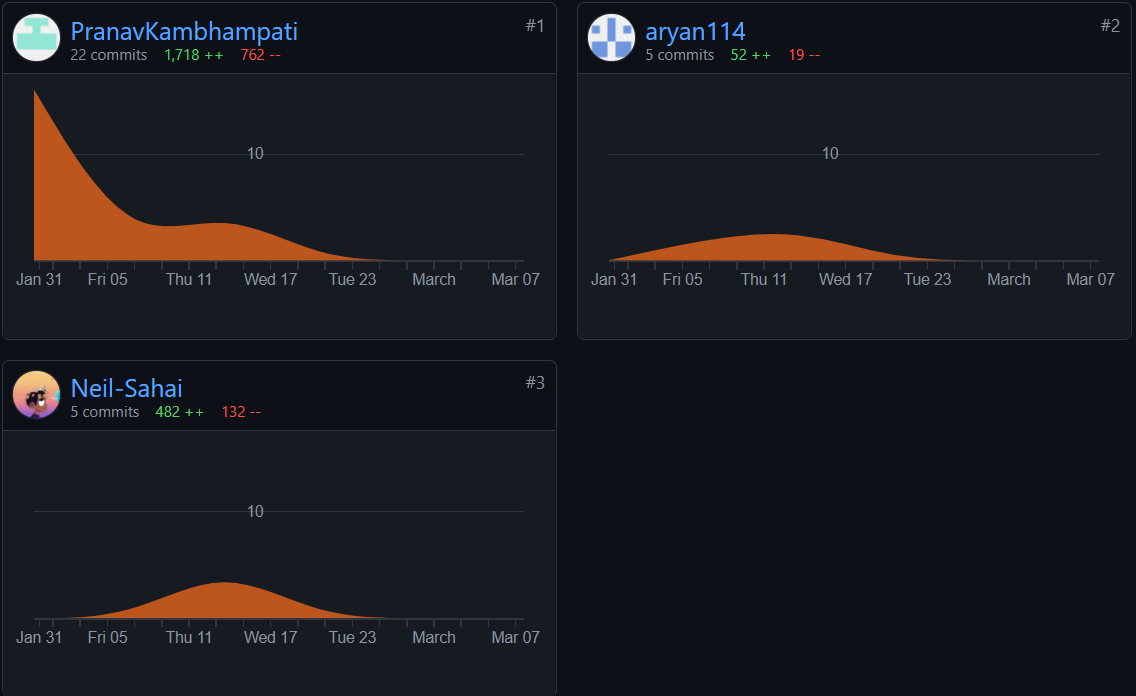 PranavKambhampati
#1
22 commits 1,718 ++ 762 --
10
Jan 31 Fri 05 Thu 11 Wed 17 Tue 23 March Mar 07
aryan114
#2
5 commits 52 ++ 19 --
10
Jan 31 Fri 05 Thu 11 Wed 17 Tue 23 March Mar 07
Neil-Sahai
#3
5 commits 482 ++ 132 --
10
Jan 31 Fri 05 Thu 11 Wed 17 Tue 23 March Mar 07